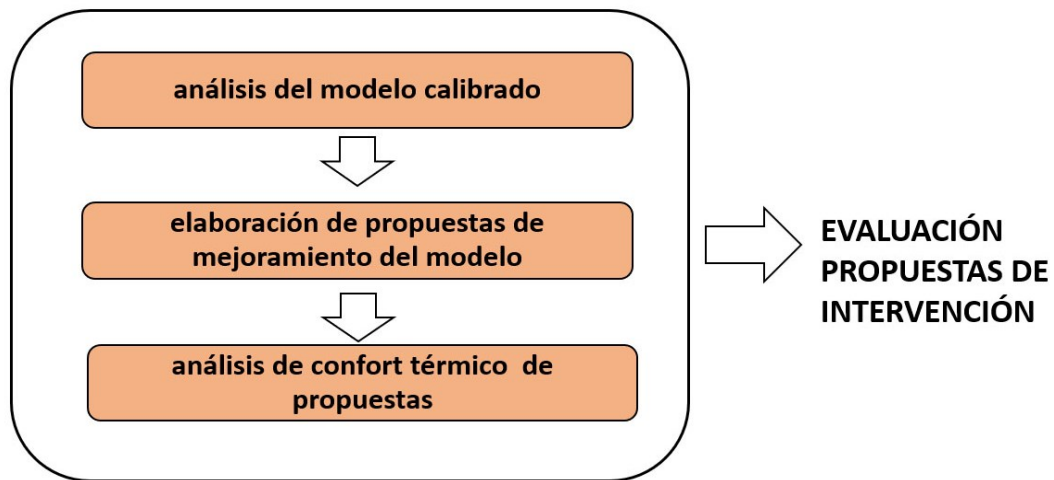 análisis del modelo calibrado
elaboración de propuestas de
mejoramiento del modelo
análisis de confort térmico de
propuestas
EVALUACIÓN
PROPUESTAS DE
INTERVENCIÓN